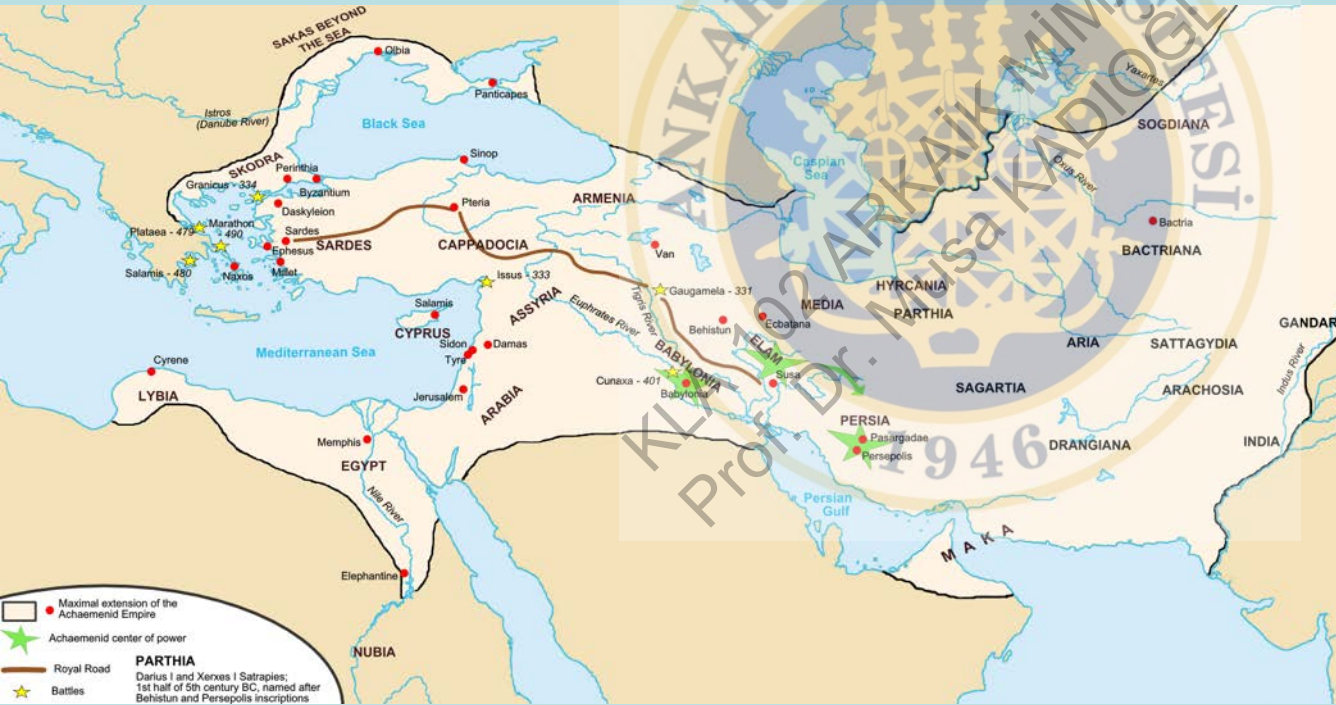 SAKAS BEYOND
THE SEA
Olbia
Panticapes
Istros
(Danube River)
Black Sea
Yaxartes
SOGDIANA
Caspian
Sea
Oxus River
SKODRA
Perinthia
Sinop
Granicus - 334
Byzantium
Daskyleion
Pteria
ARMENIA
Bactria
BACTRIANA
Plataea - 479
Marathon
- 490
Sardes
SARDES
CAPPADOCIA
Van
Ephesus
Salamis - 480
Naxos
Millet
Issus - 333
ASSYRIA
Gaugamela - 331
Tigris River
Euphrates River
MEDIA
HYRCANIA
PARTHIA
Salamis
CYPRUS
Behistun
Ecbatana
GANDAR
Mediterranean Sea
Sidon
Tyre
Damas
BABYLONIA
ELAM
ARIA
SATTAGYDIA
Cyrene
LYBIA
Cunaxa - 401
Babylonia
Susa
SAGARTIA
ARACHOSIA
Indus River
Jerusalem
ARABIA
PERSIA
Pasargadae
Persepolis
DRANGIANA
INDIA
Memphis
EGYPT
Nile River
Persian
Gulf
MAKA
Elephantine
NUBIA
Maximal extension of the
Achaemenid Empire
Achaemenid center of power
Royal Road
Battles
PARTHIA
Darius I and Xerxes I Satrapies;
1st half of 5th century BC, named after
Behistun and Persepolis inscriptions
ANKAR
ESİ
1946
ARKAİK MİM
Prof. Dr. Musa KADIOĞL